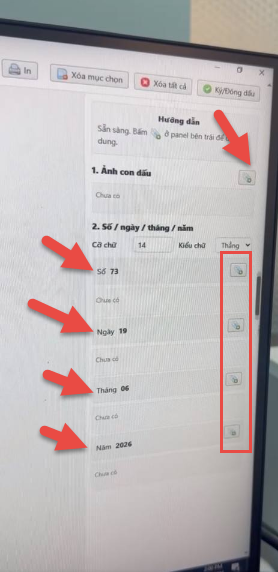 In
Xóa mục chọn
Xóa tất cả
Ký/Đóng dấu
Hướng dẫn
Sẵn sàng. Bấm ở panel bên trái để
dung.
1. Ảnh con dấu
Chưa có
2. Số / ngày / tháng / năm
Cỡ chữ 14 Kiểu chữ Thẳng
Số 73
Chưa có
Ngày 19
Chưa có
Tháng 06
Chưa có
Năm 2026
Chưa có